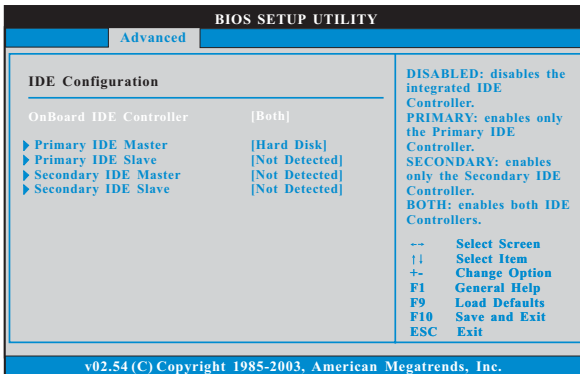 BIOS SETUP UTILITY
Advanced
IDE Configuration
OnBoard IDE Controller [Both]
Primary IDE Master [Hard Disk]
Primary IDE Slave [Not Detected]
Secondary IDE Master [Not Detected]
Secondary IDE Slave [Not Detected]
DISABLED: disables the
integrated IDE
Controller.
PRIMARY: enables only
the Primary IDE
Controller.
SECONDARY: enables
only the Secondary IDE
Controller.
BOTH: enables both IDE
Controllers.
←→ Select Screen
↑↓ Select Item
+- Change Option
F1 General Help
F9 Load Defaults
F10 Save and Exit
ESC Exit
v02.54 (C) Copyright 1985-2003, American Megatrends, Inc.